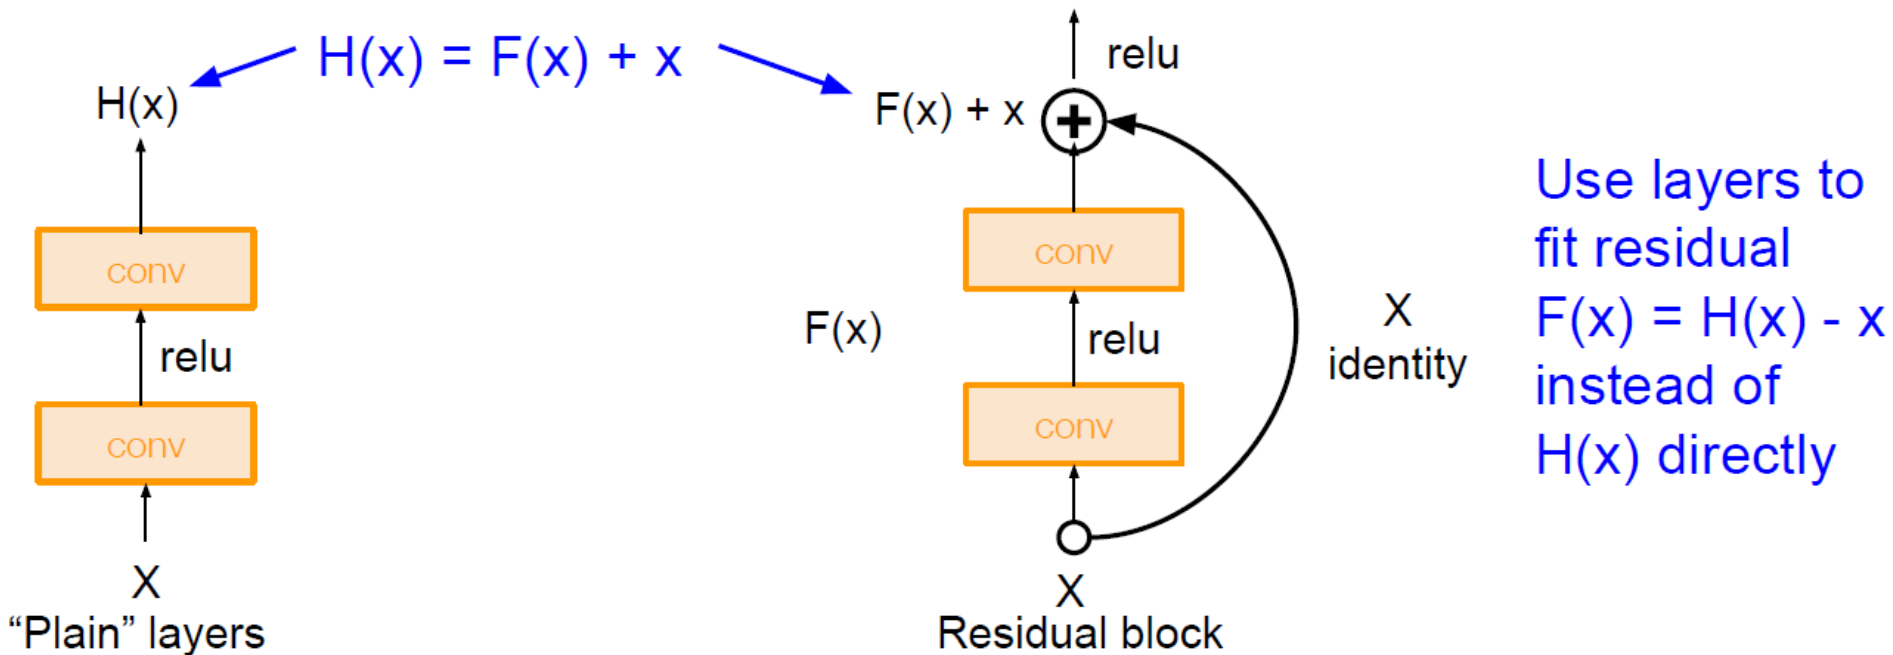 H(x) = F(x) + x
H(x)
conv
relu
conv
X
“Plain” layers
relu
F(x) + x
+
conv
F(x)
relu
conv
X
identity
X
Residual block
Use layers to
fit residual
F(x) = H(x) - x
instead of
H(x) directly